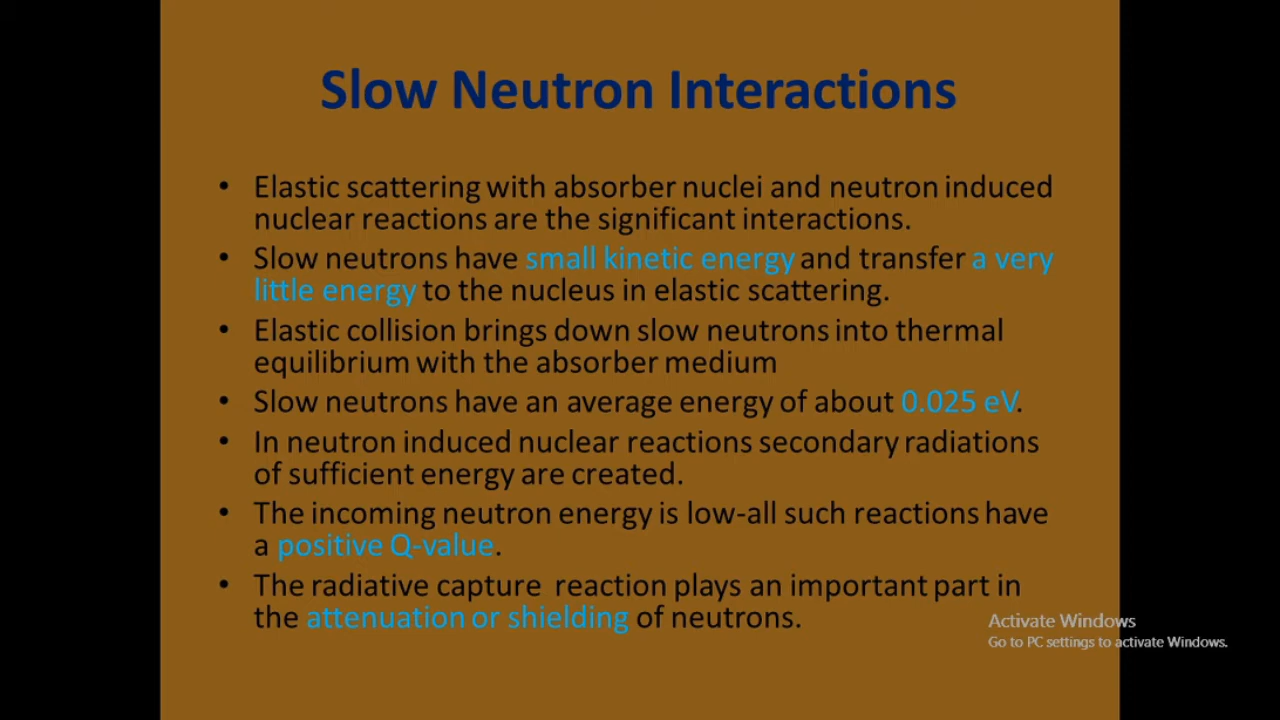 Slow Neutron Interactions
• Elastic scattering with absorber nuclei and neutron induced
nuclear reactions are the significant interactions.
• Slow neutrons have small kinetic energy and transfer a very
little energy to the nucleus in elastic scattering.
• Elastic collision brings down slow neutrons into thermal
equilibrium with the absorber medium
• Slow neutrons have an average energy of about 0.025 eV.
• In neutron induced nuclear reactions secondary radiations
of sufficient energy are created.
• The incoming neutron energy is low-all such reactions have
a positive Q-value.
• The radiative capture reaction plays an important part in
the attenuation or shielding of neutrons.
Activate Windows
Go to PC settings to activate Windows.